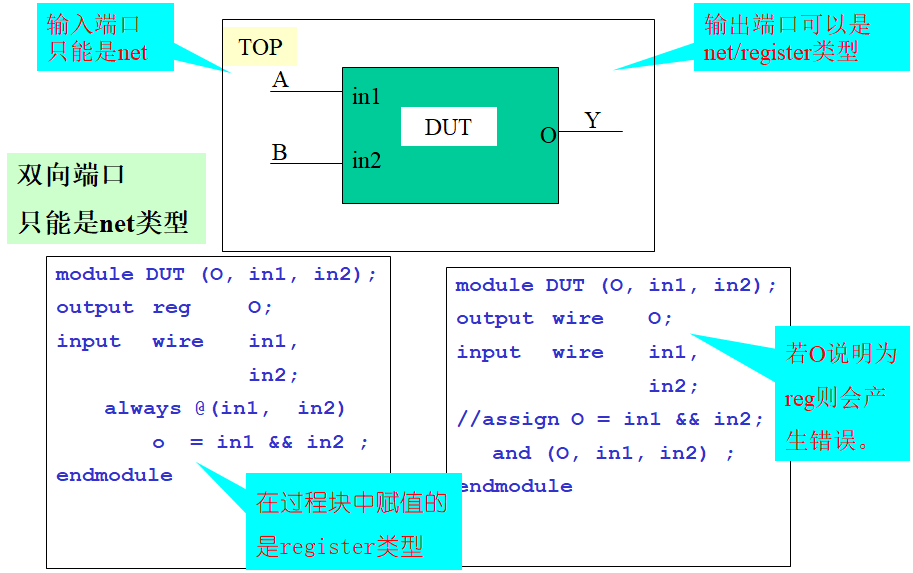 输入端口
只能是net
TOP
输出端口可以是
net/register类型
A
in1
DUT
O
Y
B
in2
双向端口
只能是net类型
module DUT (O, in1, in2);
output reg O;
input wire in1,
in2;
always @(in1, in2)
o = in1 && in2 ;
endmodule
在过程块中赋值的
是register类型
module DUT (O, in1, in2);
output wire O;
input wire in1,
in2;
//assign O = in1 && in2;
and (O, in1, in2) ;
endmodule
若O说明为
reg则会产
生错误。